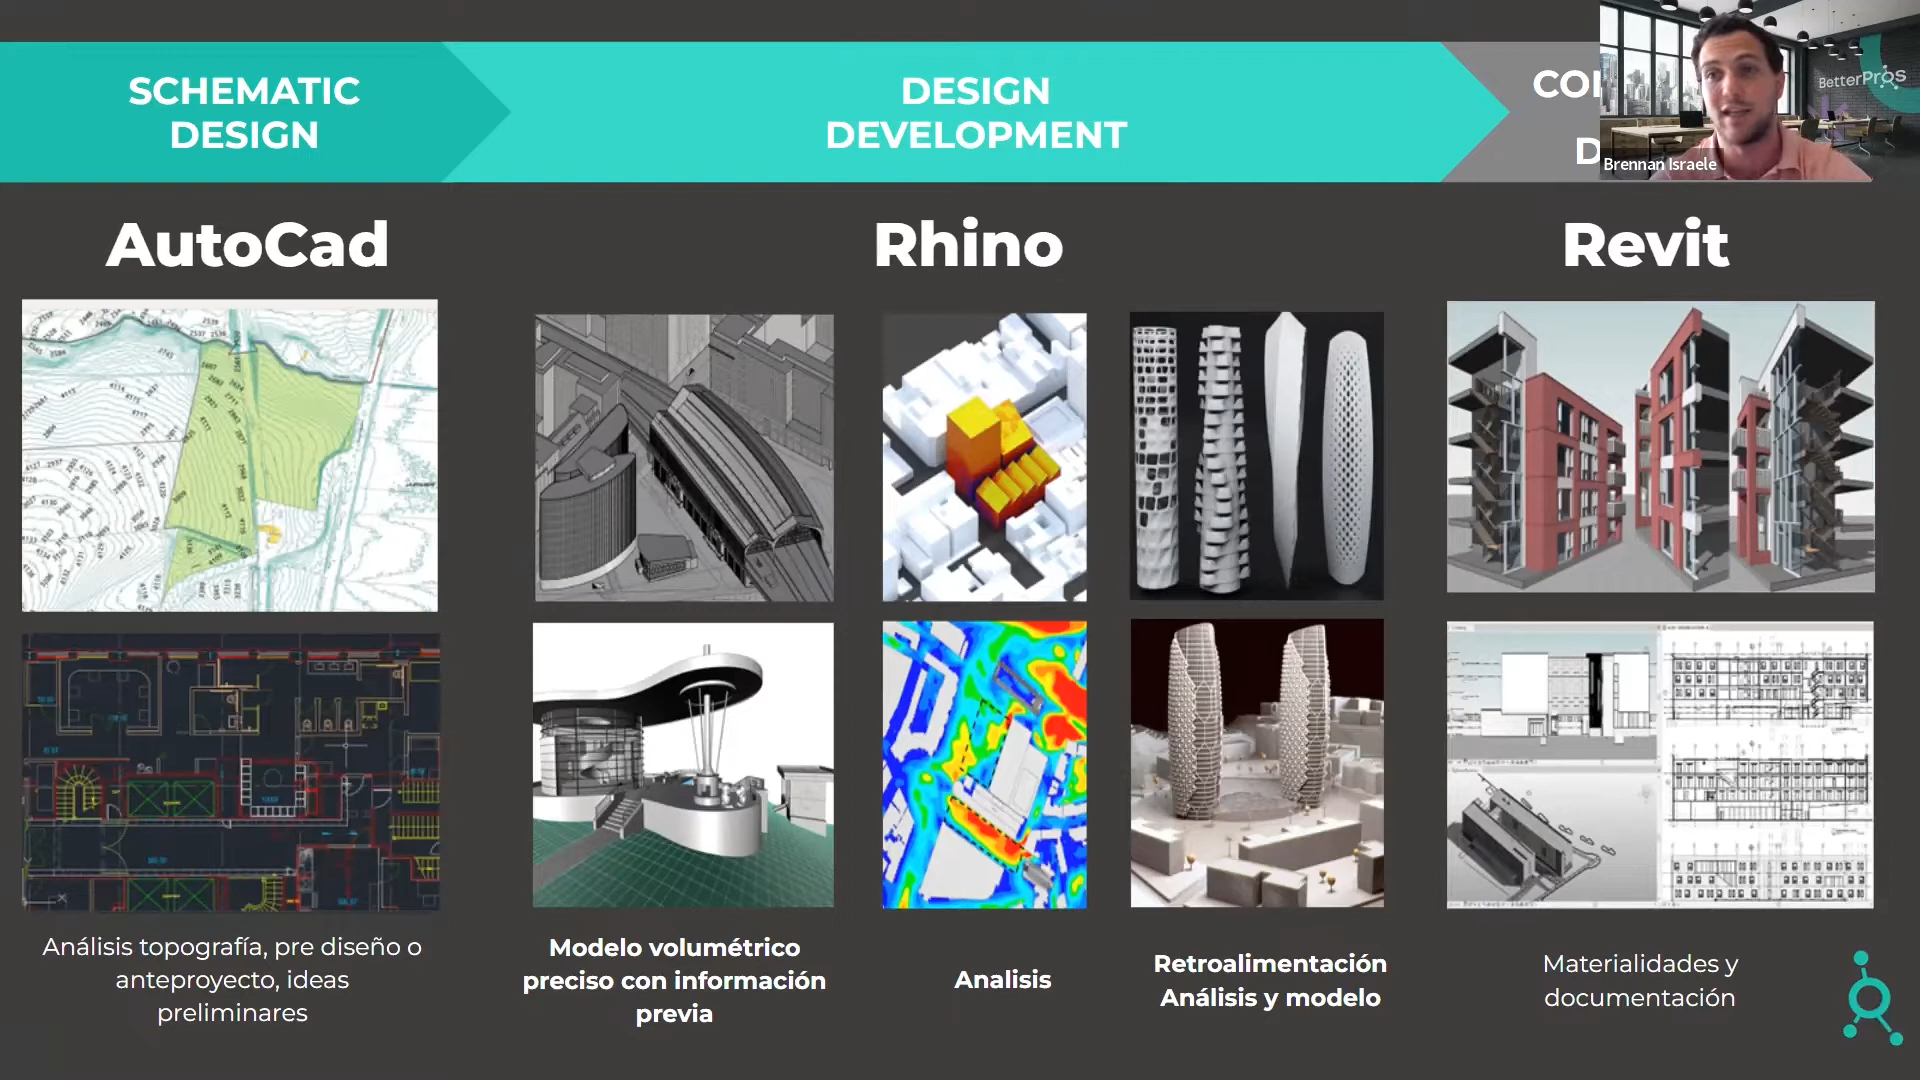 SCHEMATIC
DESIGN
DESIGN
DEVELOPMENT
BetterPros
Brennan Israele
AutoCad
Rhino
Revit
Análisis topografía, pre diseño o
anteproyecto, ideas
preliminares
Modelo volumétrico
preciso con información
previa
Analisis
Retroalimentación
Análisis y modelo
Materialidades y
documentación